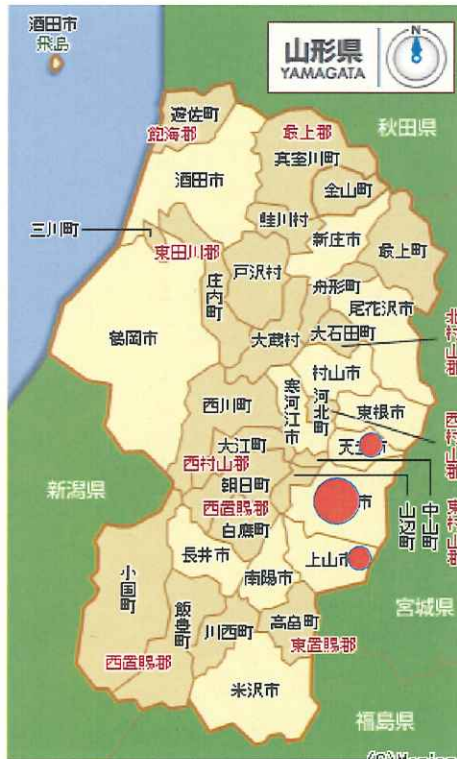 酒田市
飛島
山形県
YAMAGATA
N
遊佐町
飽海郡
最上郡
秋田県
真室川町
酒田市
金山町
三川町
鮭川村
新庄市
最上町
東田川郡
戸沢村
庄内町
舟形町
尾花沢市
鶴岡市
大蔵村
大石田町
北村山郡
村山市
西川町
寒河江市
河北町
東根市
大江町
西村山郡
西村山郡
新潟県
朝日町
中山町
山辺町
東村山郡
西置賜郡
市
白鷹町
長井市
上山市
小国町
南陽市
宮城県
飯豊町
川西町
高畠町
西置賜郡
東置賜郡
米沢市
福島県